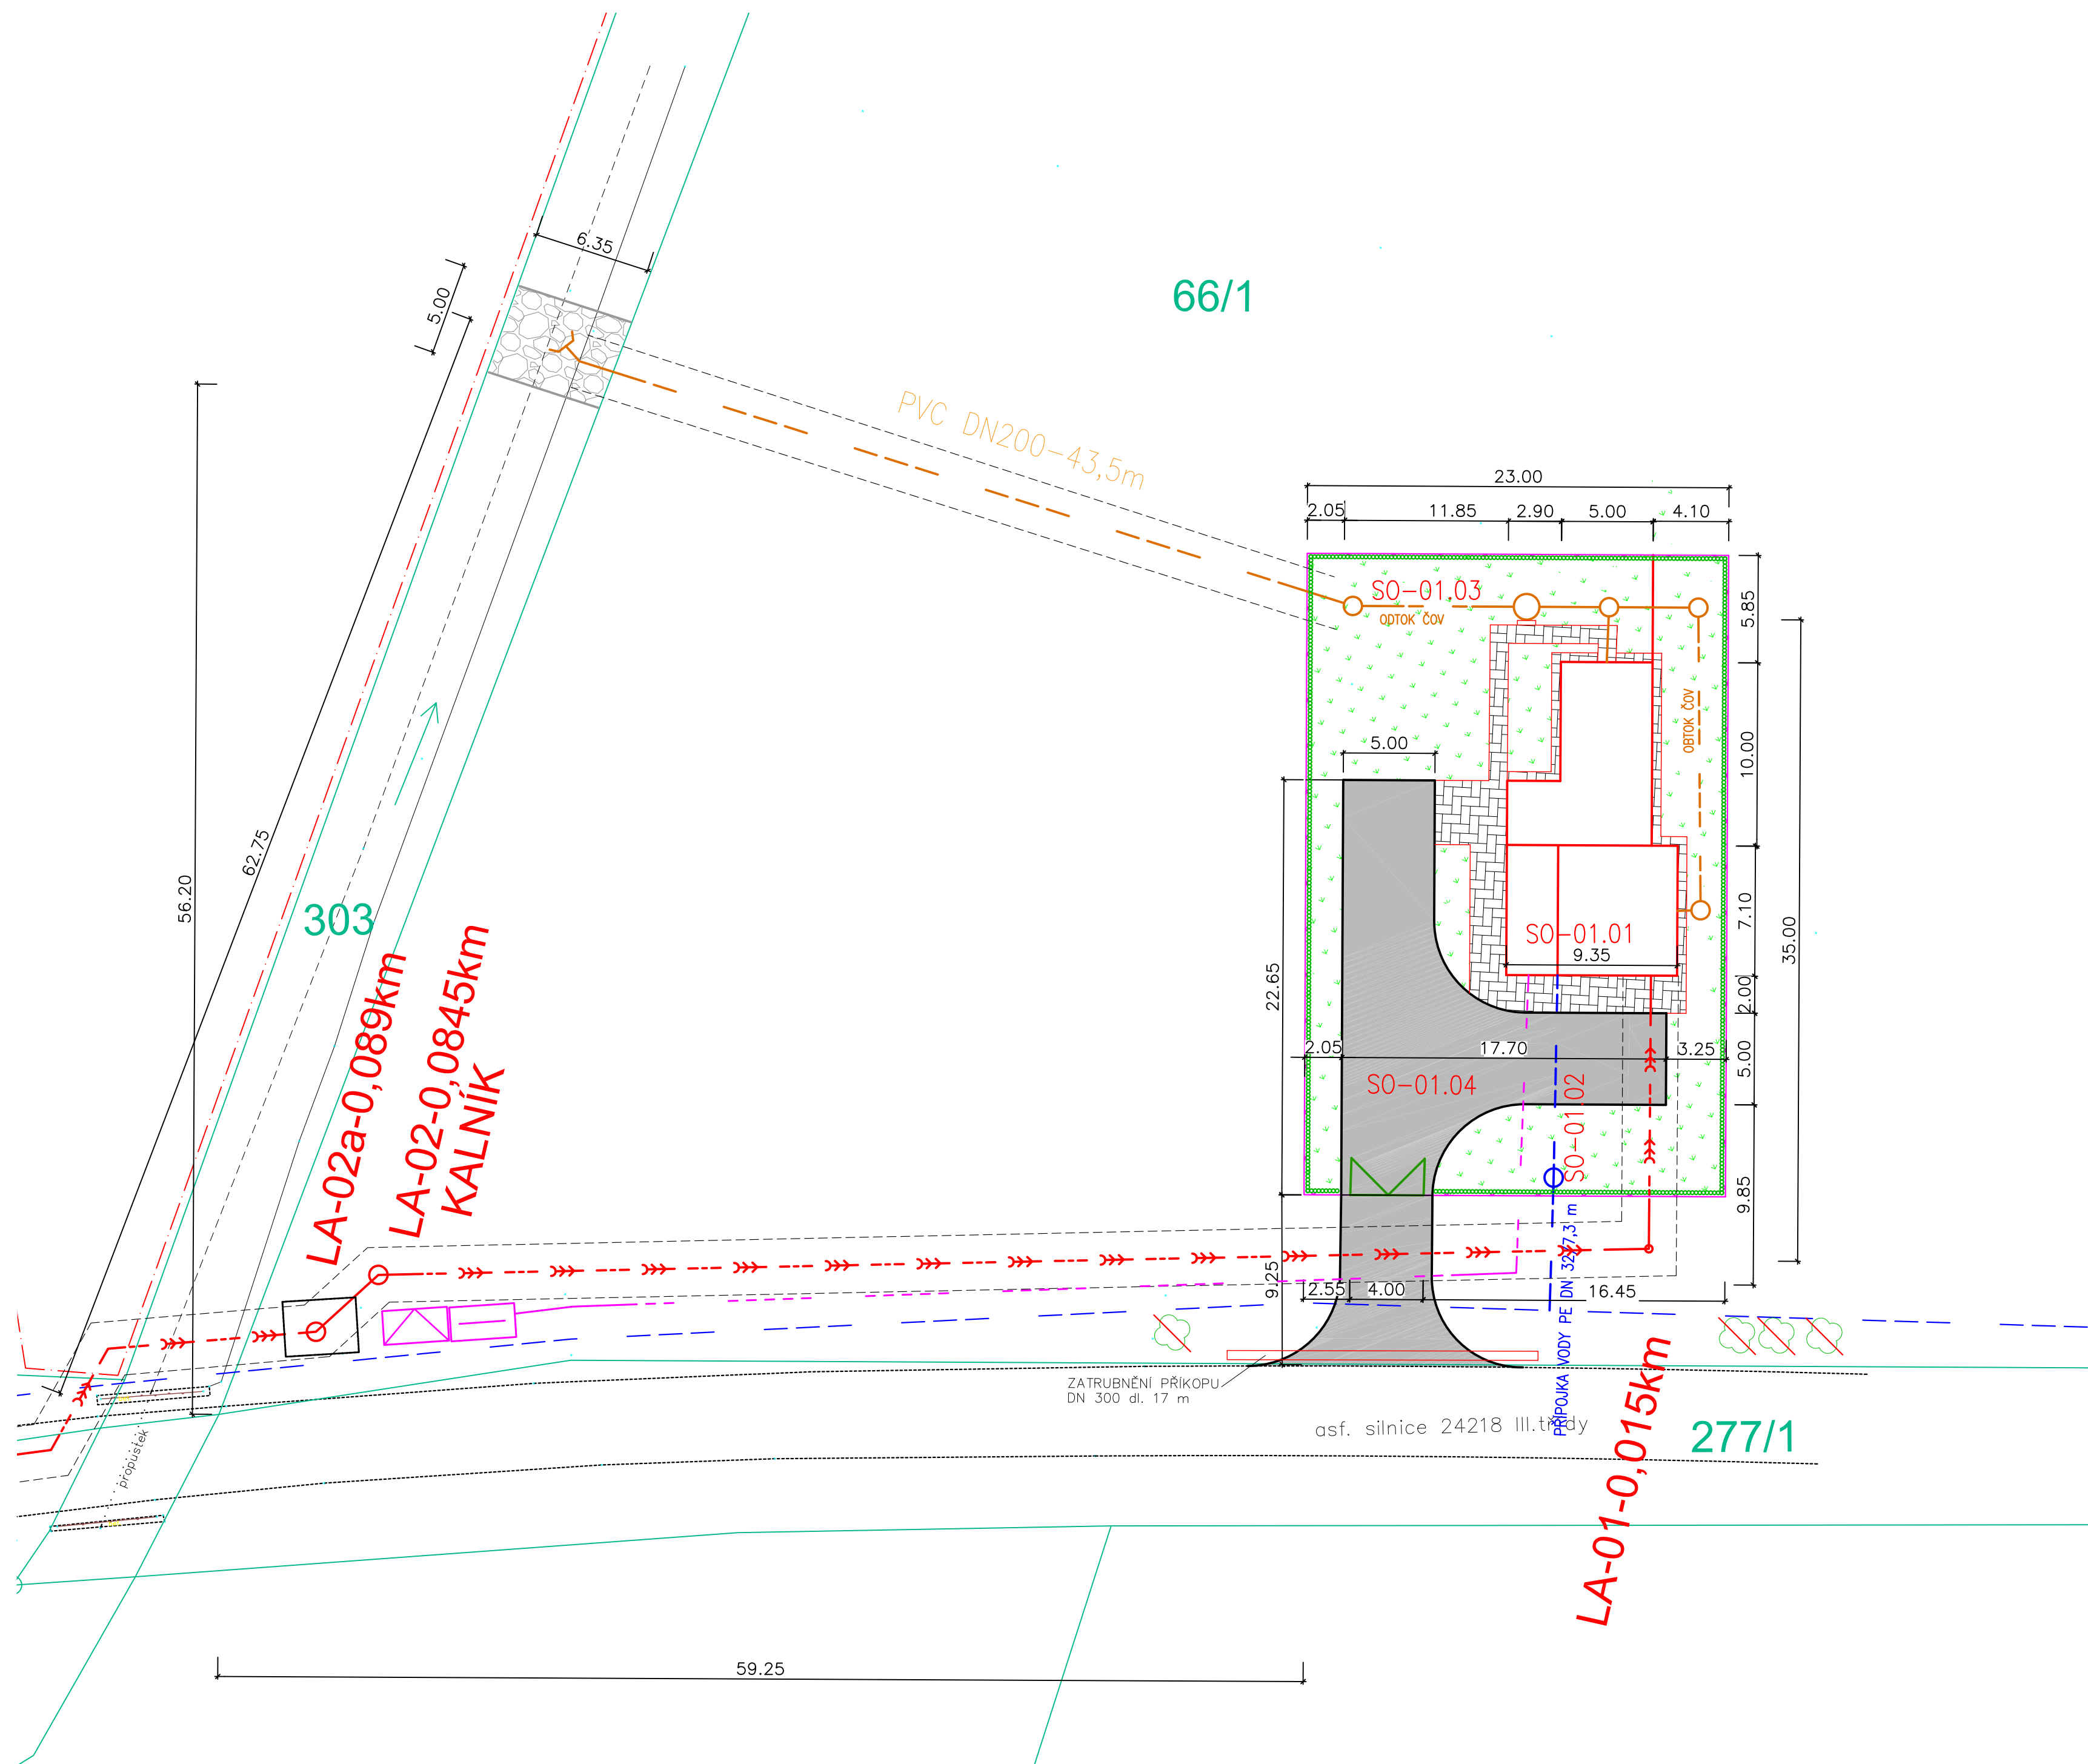 6.35
5.00
66/1
PVC DN200-43,5m
23.00
2.05
11.85
2.90
5.00
4.10
SO-01.03
ODTOK ČOV
5.85
OBTOK ČOV
5.00
10.00
62.75
56.20
303
7.10
SO-01.01
9.35
35.00
22.65
2.00
LA-02a-0,089km
LA-02-0,0845km
KALNÍK
2.05
17.70
3.25
5.00
SO-01.04
SO-01.02
9.85
9.25
2.55
4.00
16.45
ZATRUBNĚNÍ PŘÍKOPU
DN 300 dl. 17 m
asf. silnice 24218 III.třídy
277/1
propustek
LA-01-0,015km
59.25